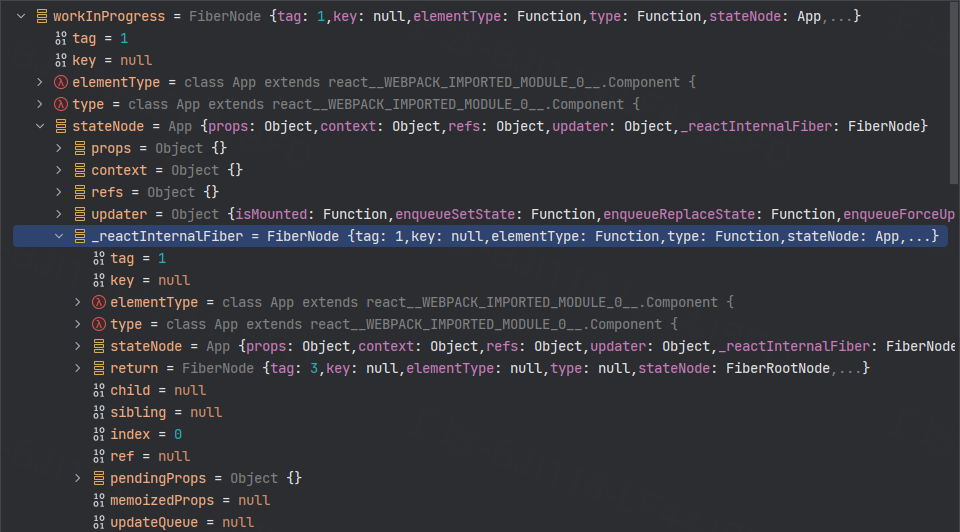 workInProgress = FiberNode {tag: 1,key: null,elementType: Function,type: Function,stateNode: App,...}
tag = 1
key = null
elementType = class App extends react__WEBPACK_IMPORTED_MODULE_0__.Component {
type = class App extends react__WEBPACK_IMPORTED_MODULE_0__.Component {
stateNode = App {props: Object,context: Object,refs: Object,updater: Object,_reactInternalFiber: FiberNode}
props = Object {}
context = Object {}
refs = Object {}
updater = Object {isMounted: Function,enqueueSetState: Function,enqueueReplaceState: Function,enqueueForceUp
_reactInternalFiber = FiberNode {tag: 1,key: null,elementType: Function,type: Function,stateNode: App,...}
tag = 1
key = null
elementType = class App extends react__WEBPACK_IMPORTED_MODULE_0__.Component {
type = class App extends react__WEBPACK_IMPORTED_MODULE_0__.Component {
stateNode = App {props: Object,context: Object,refs: Object,updater: Object,_reactInternalFiber: FiberNode
return = FiberNode {tag: 3,key: null,elementType: null,type: null,stateNode: FiberRootNode,...}
child = null
sibling = null
index = 0
ref = null
pendingProps = Object {}
memoizedProps = null
updateQueue = null